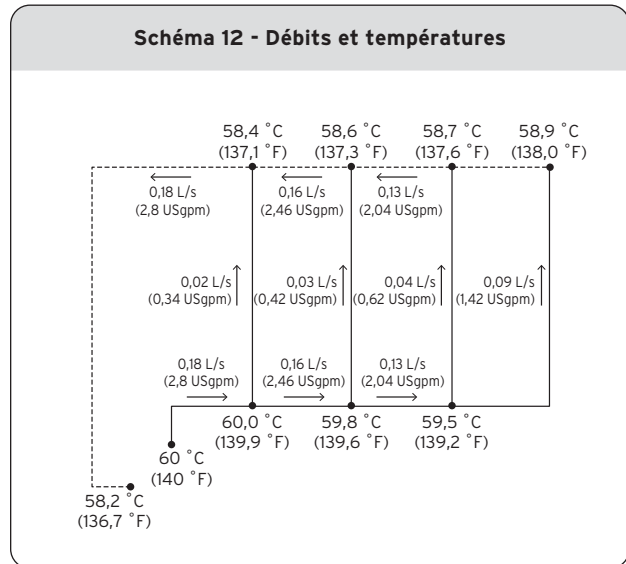 Schéma 12 - Débits et températures
58,4 °C
(137,1 °F)
58,6 °C
(137,3 °F)
58,7 °C
(137,6 °F)
58,9 °C
(138,0 °F)
0,18 L/s
(2,8 USgpm)
0,16 L/s
(2,46 USgpm)
0,13 L/s
(2,04 USgpm)
0,02 L/s
(0,34 USgpm)
0,03 L/s
(0,42 USgpm)
0,04 L/s
(0,62 USgpm)
0,09 L/s
(1,42 USgpm)
0,18 L/s
(2,8 USgpm)
0,16 L/s
(2,46 USgpm)
0,13 L/s
(2,04 USgpm)
60,0 °C
(139,9 °F)
59,8 °C
(139,6 °F)
59,5 °C
(139,2 °F)
60 °C
(140 °F)
58,2 °C
(136,7 °F)